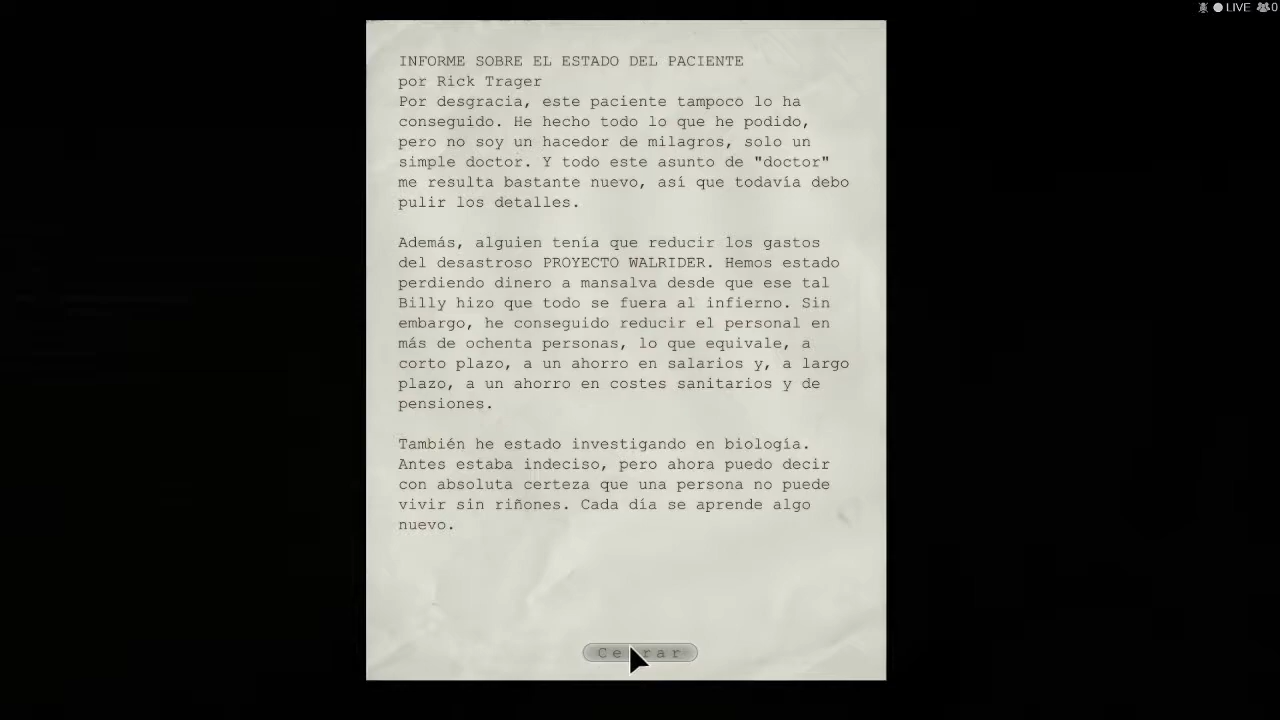 LIVE 0
INFORME SOBRE EL ESTADO DEL PACIENTE
por Rick Trager
Por desgracia, este paciente tampoco lo ha
conseguido. He hecho todo lo que he podido,
pero no soy un hacedor de milagros, solo un
simple doctor. Y todo este asunto de "doctor"
me resulta bastante nuevo, así que todavía debo
pulir los detalles.
Además, alguien tenía que reducir los gastos
del desastroso PROYECTO WALRIDER. Hemos estado
perdiendo dinero a mansalva desde que ese tal
Billy hizo que todo se fuera al infierno. Sin
embargo, he conseguido reducir el personal en
más de ochenta personas, lo que equivale, a
corto plazo, a un ahorro en salarios y, a largo
plazo, a un ahorro en costes sanitarios y de
pensiones.
También he estado investigando en biología.
Antes estaba indeciso, pero ahora puedo decir
con absoluta certeza que una persona no puede
vivir sin riñones. Cada día se aprende algo
nuevo.
Cerrar